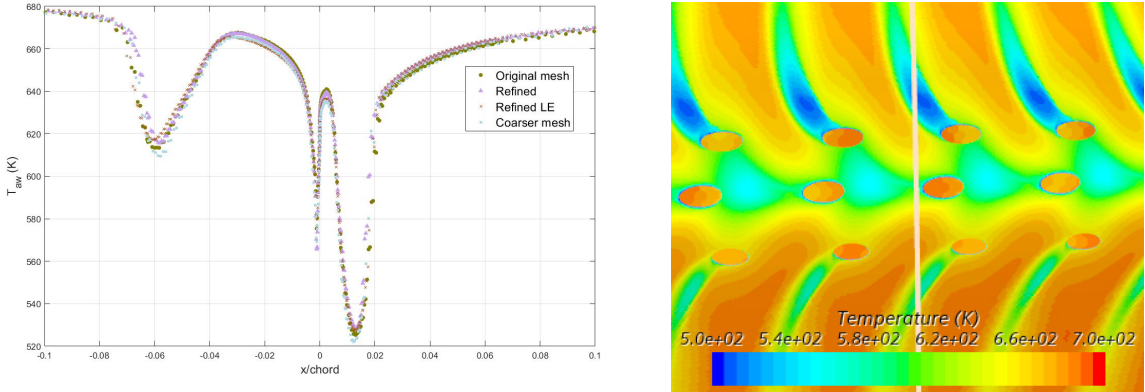 680
660
640
620
600
580
560
540
520
T_aw (K)
-0.1 -0.08 -0.06 -0.04 -0.02 0 0.02 0.04 0.06 0.08 0.1
x/chord
Original mesh
Refined
Refined LE
Coarser mesh
Temperature (K)
5.0e+02 5.4e+02 5.8e+02 6.2e+02 6.6e+02 7.0e+02